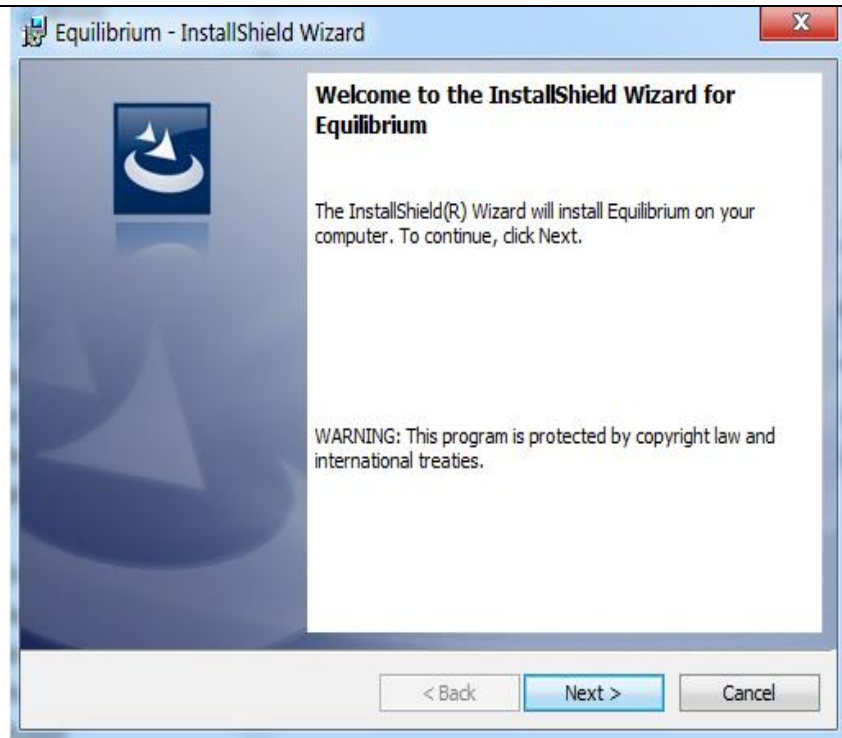 Equilibrium - InstallShield Wizard
X
Welcome to the InstallShield Wizard for
Equilibrium
The InstallShield(R) Wizard will install Equilibrium on your
computer. To continue, click Next.
WARNING: This program is protected by copyright law and
international treaties.
< Back Next > Cancel